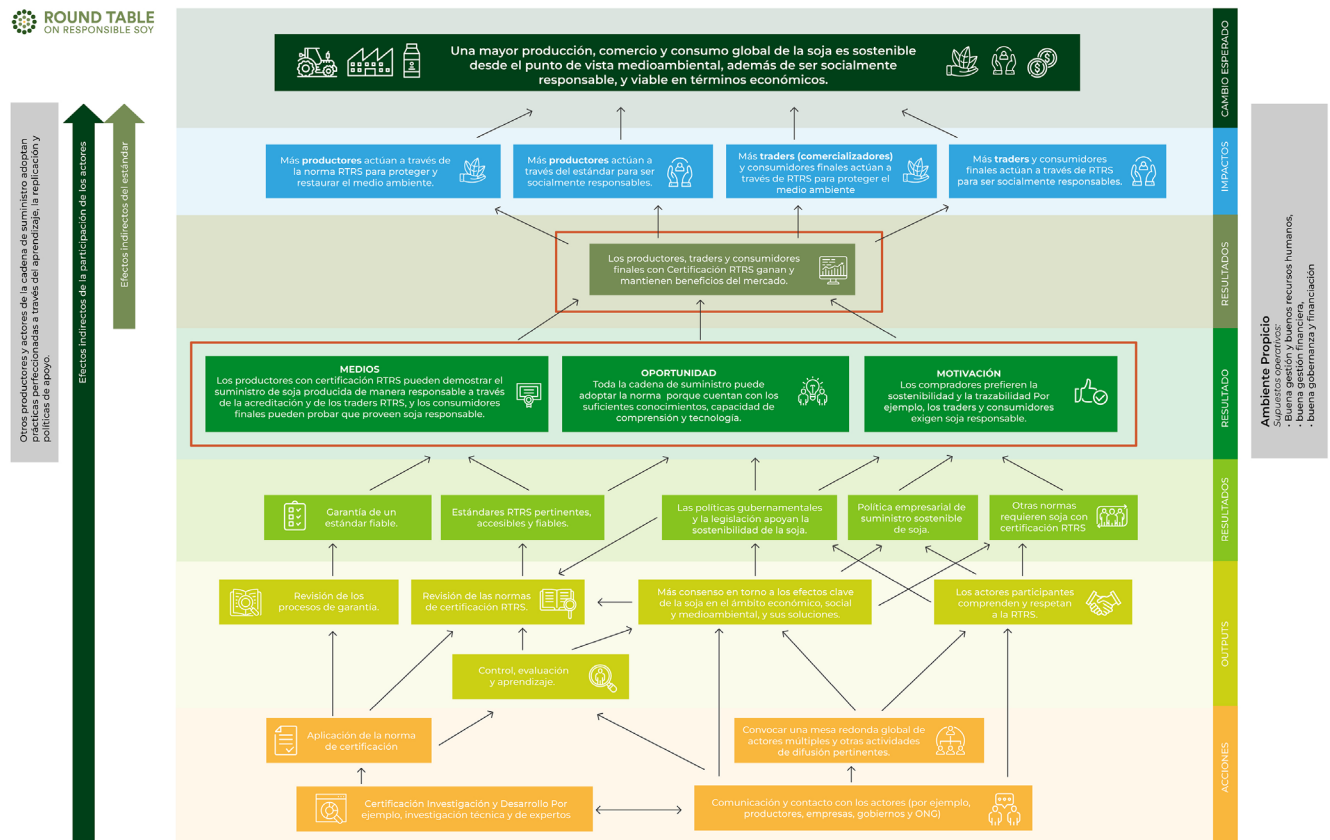 ROUND TABLE
ON RESPONSIBLE SOY
Una mayor producción, comercio y consumo global de la soja es sostenible
desde el punto de vista medioambiental, además de ser socialmente
responsable, y viable en términos económicos.
CAMBIO ESPERADO
Otros productores y actores de la cadena de suministro adoptan
prácticas perfeccionadas a través del aprendizaje, la replicación y
políticas de apoyo.
Efectos indirectos de la participación de los actores
Efectos indirectos del estándar
Más productores actúan a través de
la norma RTRS para proteger y
restaurar el medio ambiente.
Más productores actúan a
través del estándar para ser
socialmente responsables.
Más traders (comercializadores)
y consumidores finales actúan a
través de RTRS para proteger el
medio ambiente
Más traders y consumidores
finales actúan a través de RTRS
para ser socialmente responsables.
IMPACTOS
Los productores, traders y consumidores
finales con Certificación RTRS ganan y
mantienen beneficios del mercado.
RESULTADOS
MEDIOS
Los productores con certificación RTRS pueden demostrar el
suministro de soja producida de manera responsable a través
de la acreditación y de los traders RTRS, y los consumidores
finales pueden probar que proveen soja responsable.
OPORTUNIDAD
Toda la cadena de suministro puede
adoptar la norma porque cuentan con los
suficientes conocimientos, capacidad de
comprensión y tecnología.
MOTIVACIÓN
Los compradores prefieren la
sostenibilidad y la trazabilidad Por
ejemplo, los traders y consumidores
exigen soja responsable.
RESULTADO
Ambiente Propicio
Supuestos operativos:
• Buena gestión y buenos recursos humanos,
• buena gestión financiera,
• buena gobernanza y financiación
Garantía de un
estándar fiable.
Estándares RTRS pertinentes,
accesibles y fiables.
Las políticas gubernamentales
y la legislación apoyan la
sostenibilidad de la soja.
Política empresarial de
suministro sostenible
de soja.
Otras normas
requieren soja con
certificación RTRS
RESULTADOS
Revisión de los
procesos de garantía.
Revisión de las normas
de certificación RTRS.
Más consenso en torno a los efectos clave
de la soja en el ámbito económico, social
y medioambiental, y sus soluciones.
Los actores participantes
comprenden y respetan
a la RTRS.
Control, evaluación
y aprendizaje.
OUTPUTS
Aplicación de la norma
de certificación
Convocar una mesa redonda global de
actores múltiples y otras actividades
de difusión pertinentes.
Certificación Investigación y Desarrollo Por
ejemplo, investigación técnica y de expertos
Comunicación y contacto con los actores (por ejemplo,
productores, empresas, gobiernos y ONG)
ACCIONES